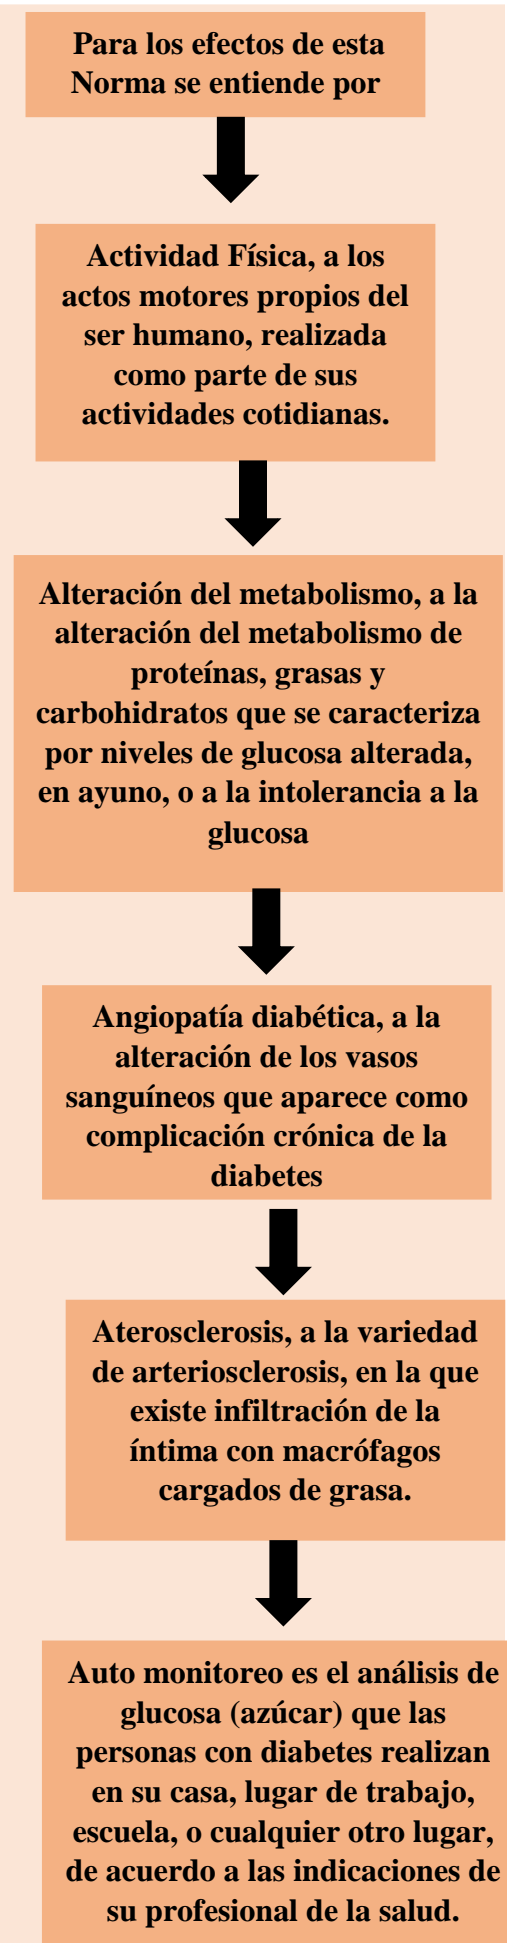 Para los efectos de esta
Norma se entiende por
Actividad Física, a los
actos motores propios del
ser humano, realizada
como parte de sus
actividades cotidianas.
Alteración del metabolismo, a la
alteración del metabolismo de
proteínas, grasas y
carbohidratos que se caracteriza
por niveles de glucosa alterada,
en ayuno, o a la intolerancia a la
glucosa
Angiopatía diabética, a la
alteración de los vasos
sanguíneos que aparece como
complicación crónica de la
diabetes
Aterosclerosis, a la variedad
de arteriosclerosis, en la que
existe infiltración de la
íntima con macrófagos
cargados de grasa.
Auto monitoreo es el análisis de
glucosa (azúcar) que las
personas con diabetes realizan
en su casa, lugar de trabajo,
escuela, o cualquier otro lugar,
de acuerdo a las indicaciones de
su profesional de la salud.